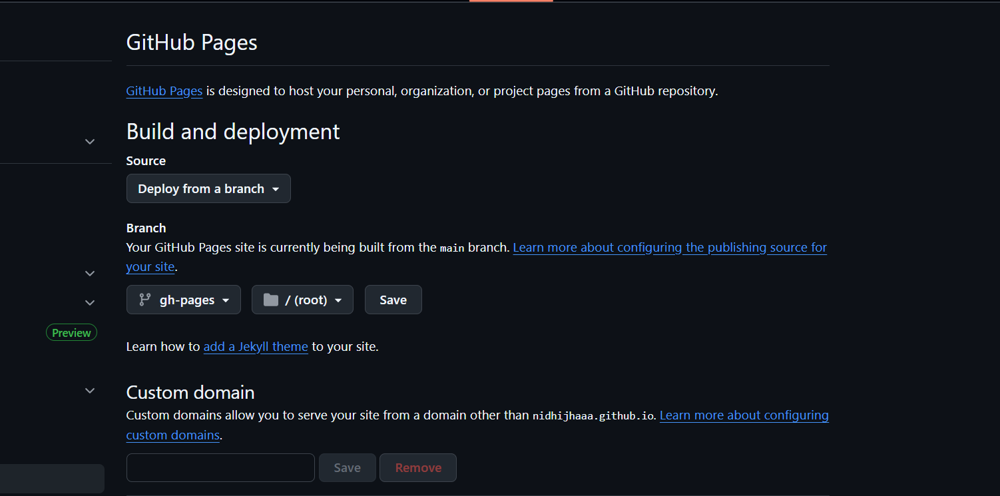 GitHub Pages
GitHub Pages is designed to host your personal, organization, or project pages from a GitHub repository.
Build and deployment
Source
Deploy from a branch
Branch
Your GitHub Pages site is currently being built from the main branch. Learn more about configuring the publishing source for
your site.
gh-pages / (root) Save
Preview
Learn how to add a Jekyll theme to your site.
Custom domain
Custom domains allow you to serve your site from a domain other than nidhijhaaa.github.io. Learn more about configuring
custom domains.
Save Remove